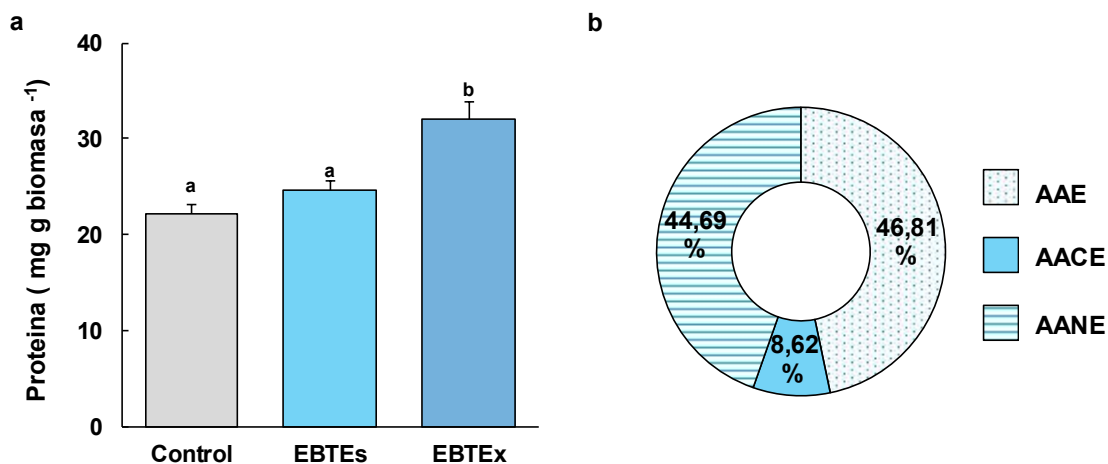 a
Proteina ( mg g biomasa ⁻¹)
40
30
20
10
0
a
a
b
Control
EBTEs
EBTEx
b
44,69
%
46,81
%
8,62
%
AAE
AACE
AANE